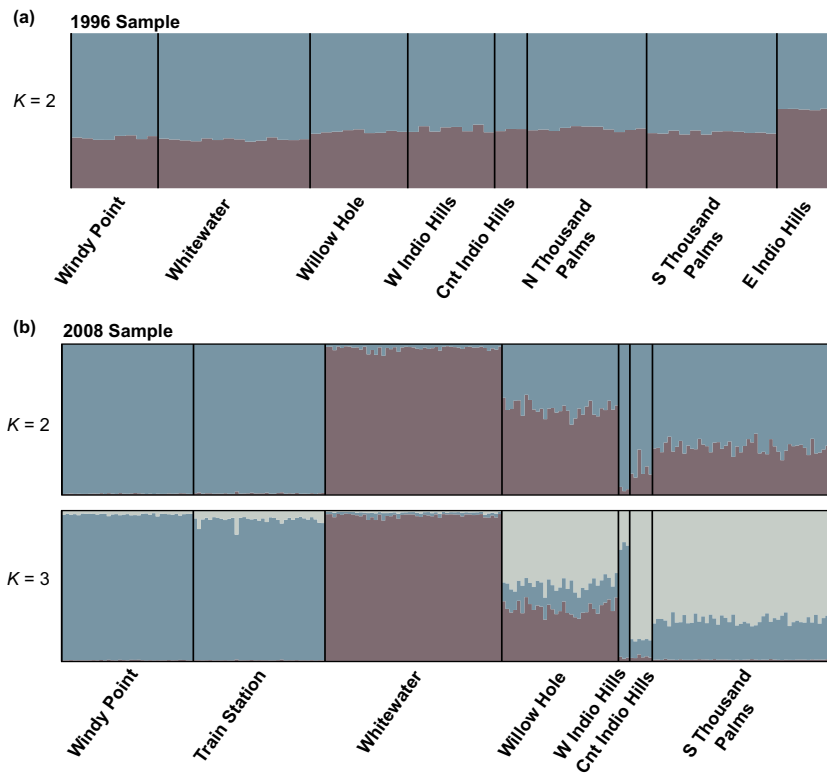 (a)
1996 Sample
K = 2
Windy Point
Whitewater
Willow Hole
W Indio Hills
Cnt Indio Hills
N Thousand
Palms
S Thousand
Palms
E Indio Hills
(b)
2008 Sample
K = 2
K = 3
Windy Point
Train Station
Whitewater
Willow Hole
W Indio Hills
Cnt Indio Hills
S Thousand
Palms